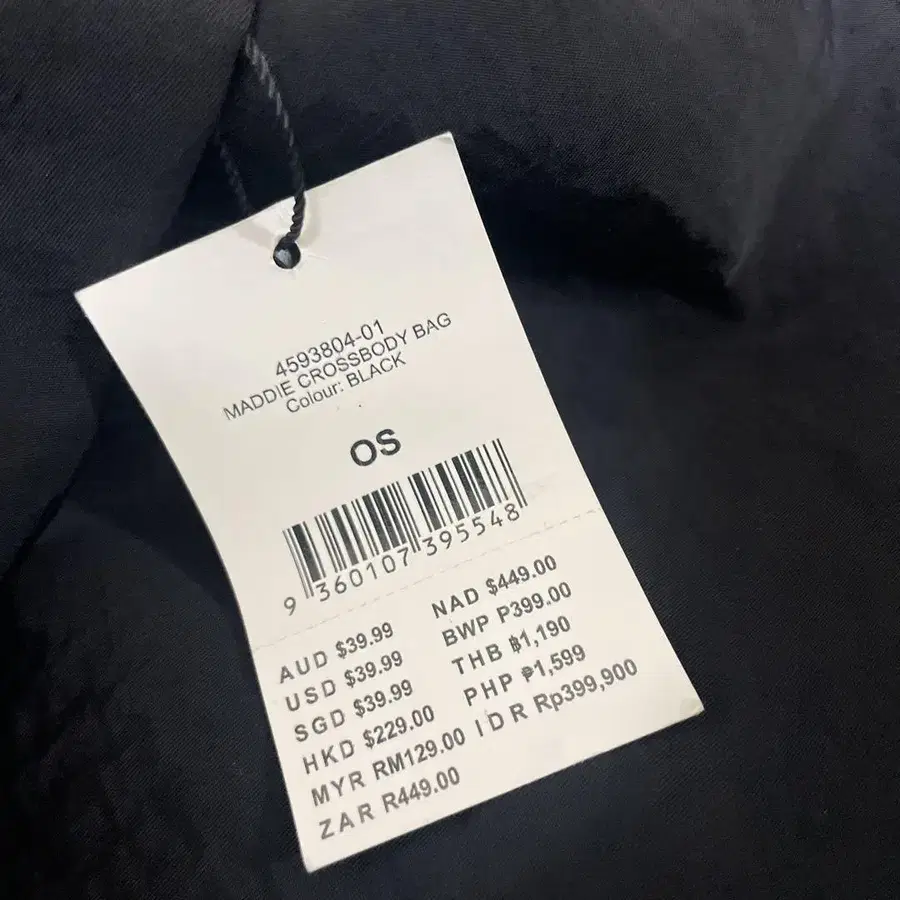 4593804-01
MADDIE CROSSBODY BAG
Colour: BLACK
OS
9 360107 395548
AUD $39.99
USD $39.99
SGD $39.99
HKD $229.00
MYR RM129.00
ZAR R449.00
NAD $449.00
BWP P399.00
THB ฿1,190
PHP ₱1,599
IDR Rp399,900